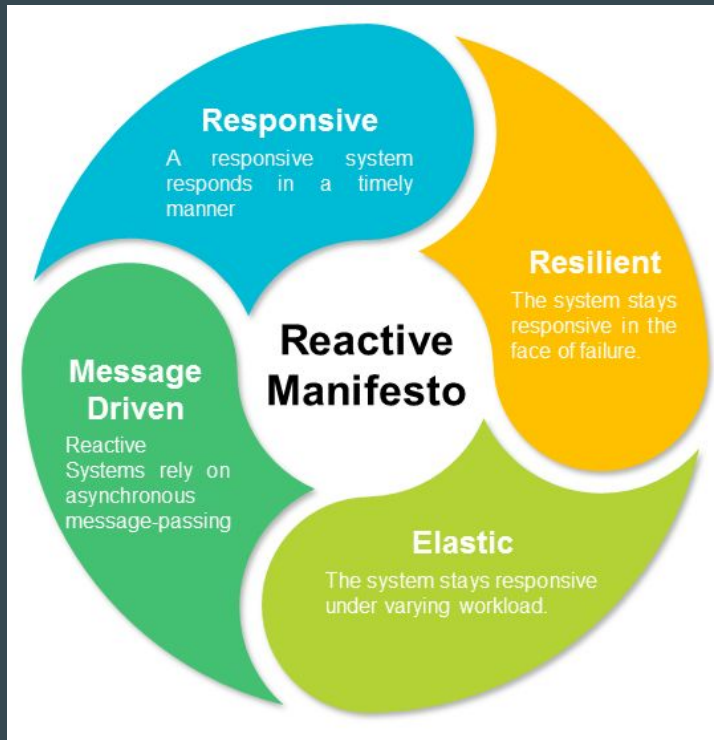 Responsive
A responsive system
responds in a timely
manner
Resilient
The system stays
responsive in the
face of failure.
Reactive
Manifesto
Message
Driven
Reactive
Systems rely on
asynchronous
message-passing
Elastic
The system stays responsive
under varying workload.